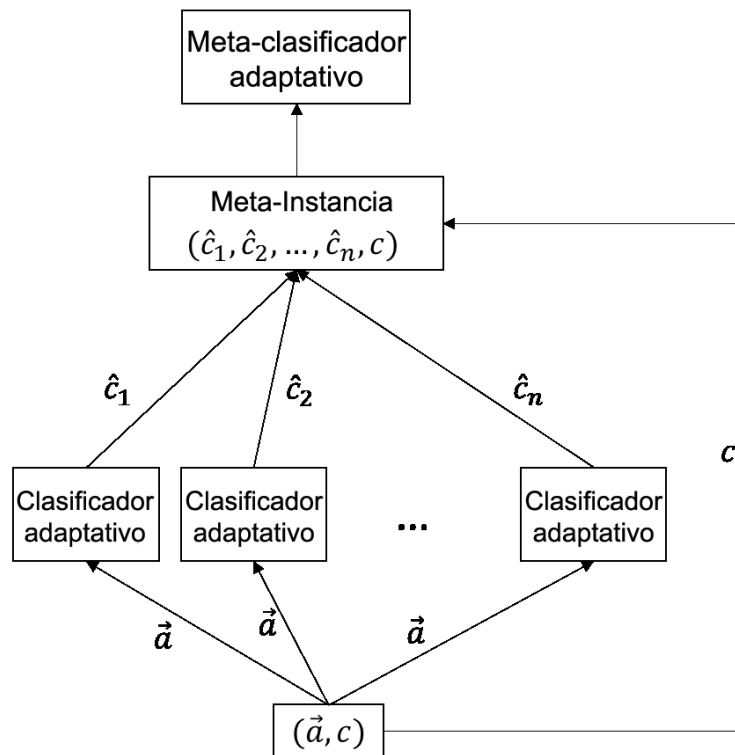 Meta-clasificador
adaptativo
Meta-Instancia
(ĉ₁, ĉ₂, ..., ĉₙ, c)
ĉ₁
ĉ₂
ĉₙ
c
Clasificador
adaptativo
Clasificador
adaptativo
...
Clasificador
adaptativo
a⃗
a⃗
a⃗
(a⃗, c)